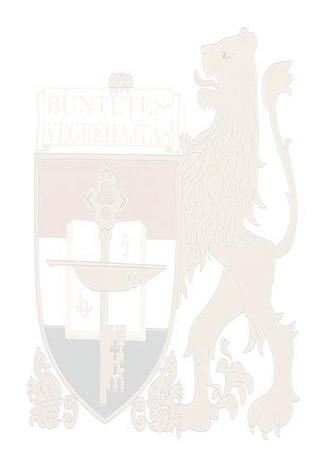 BÜNTETÉS-
VÉGREHAJTÁS
§